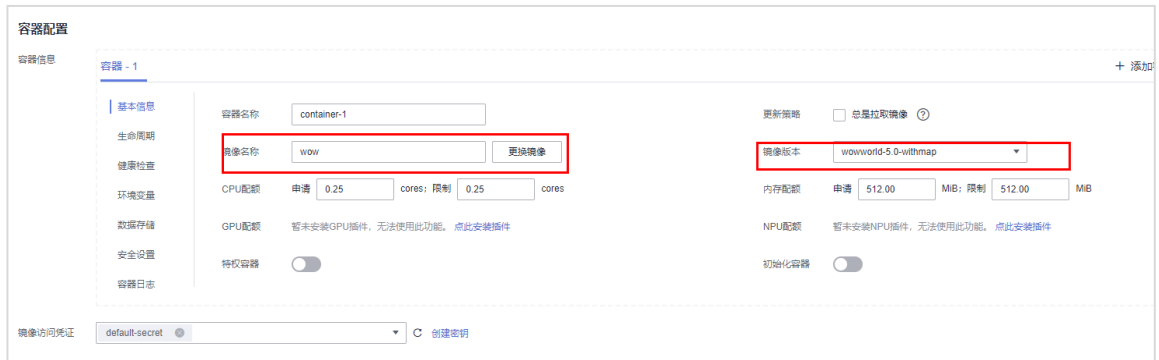 容器配置
容器信息
容器 - 1
+ 添加
基本信息
容器名称 container-1 更新策略 总是拉取镜像 ?
生命周期
镜像名称 wow 更换镜像 镜像版本 wowworld-5.0-withmap
健康检查
CPU配额 申请 0.25 cores; 限制 0.25 cores 内存配额 申请 512.00 MiB; 限制 512.00 MiB
环境变量
数据存储 GPU配额 暂未安装GPU插件，无法使用此功能。 点此安装插件 NPU配额 暂未安装NPU插件，无法使用此功能。 点此安装插件
安全设置
特权容器 初始化容器
容器日志
镜像访问凭证 default-secret 创建密钥